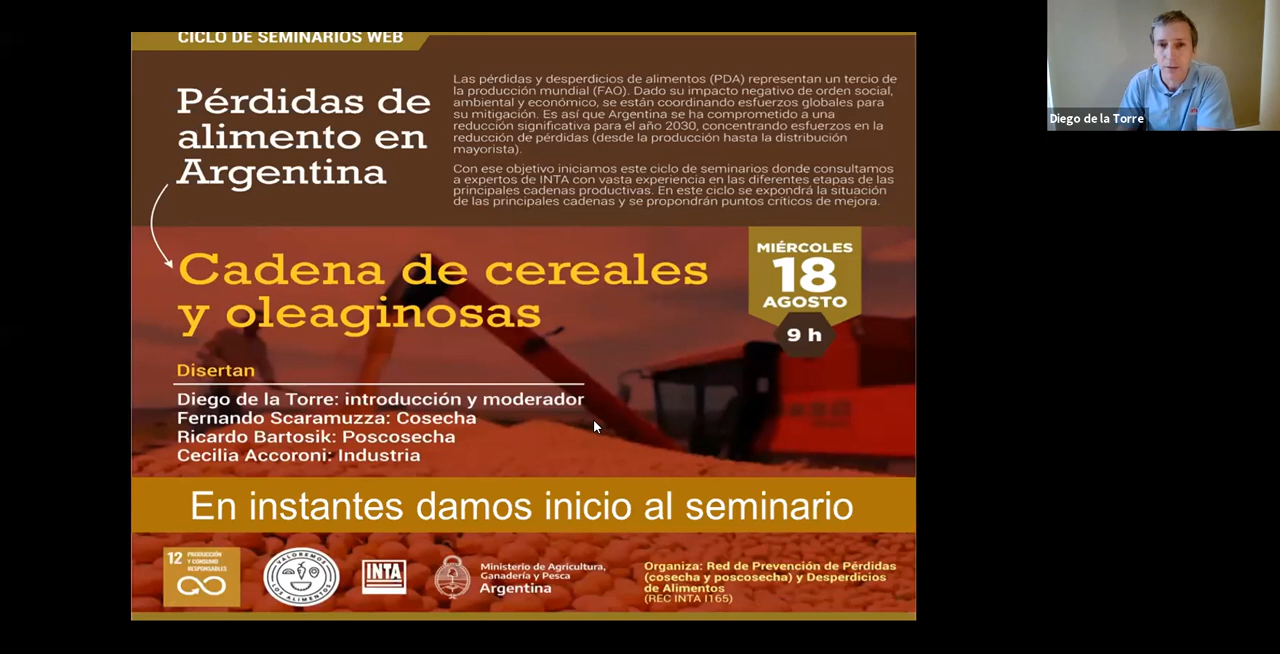 CICLO DE SEMINARIOS WEB
Pérdidas de
alimento en
Argentina
Las pérdidas y desperdicios de alimentos (PDA) representan un tercio de
la producción mundial (FAO). Dado su impacto negativo de orden social,
ambiental y económico, se están coordinando esfuerzos globales para
su mitigación. Es así que Argentina se ha comprometido a una
reducción significativa para el año 2030, concentrando esfuerzos en la
reducción de pérdidas (desde la producción hasta la distribución
mayorista).
Con ese objetivo iniciamos este ciclo de seminarios donde consultamos
a expertos de INTA con vasta experiencia en las diferentes etapas de las
principales cadenas productivas. En este ciclo se expondrá la situación
de las principales cadenas y se propondrán puntos críticos de mejora.
Cadena de cereales
y oleaginosas
MIÉRCOLES
18
AGOSTO
9 h
Disertan
Diego de la Torre: introducción y moderador
Fernando Scaramuzza: Cosecha
Ricardo Bartosik: Poscosecha
Cecilia Accoroni: Industria
En instantes damos inicio al seminario
12 PRODUCCIÓN
Y CONSUMO
RESPONSABLES
VALOREMOS
LOS ALIMENTOS
INTA
Ministerio de Agricultura,
Ganadería y Pesca
Argentina
Organiza: Red de Prevención de Pérdidas
(cosecha y poscosecha) y Desperdicios
de Alimentos
(REC INTA I165)
Diego de la Torre